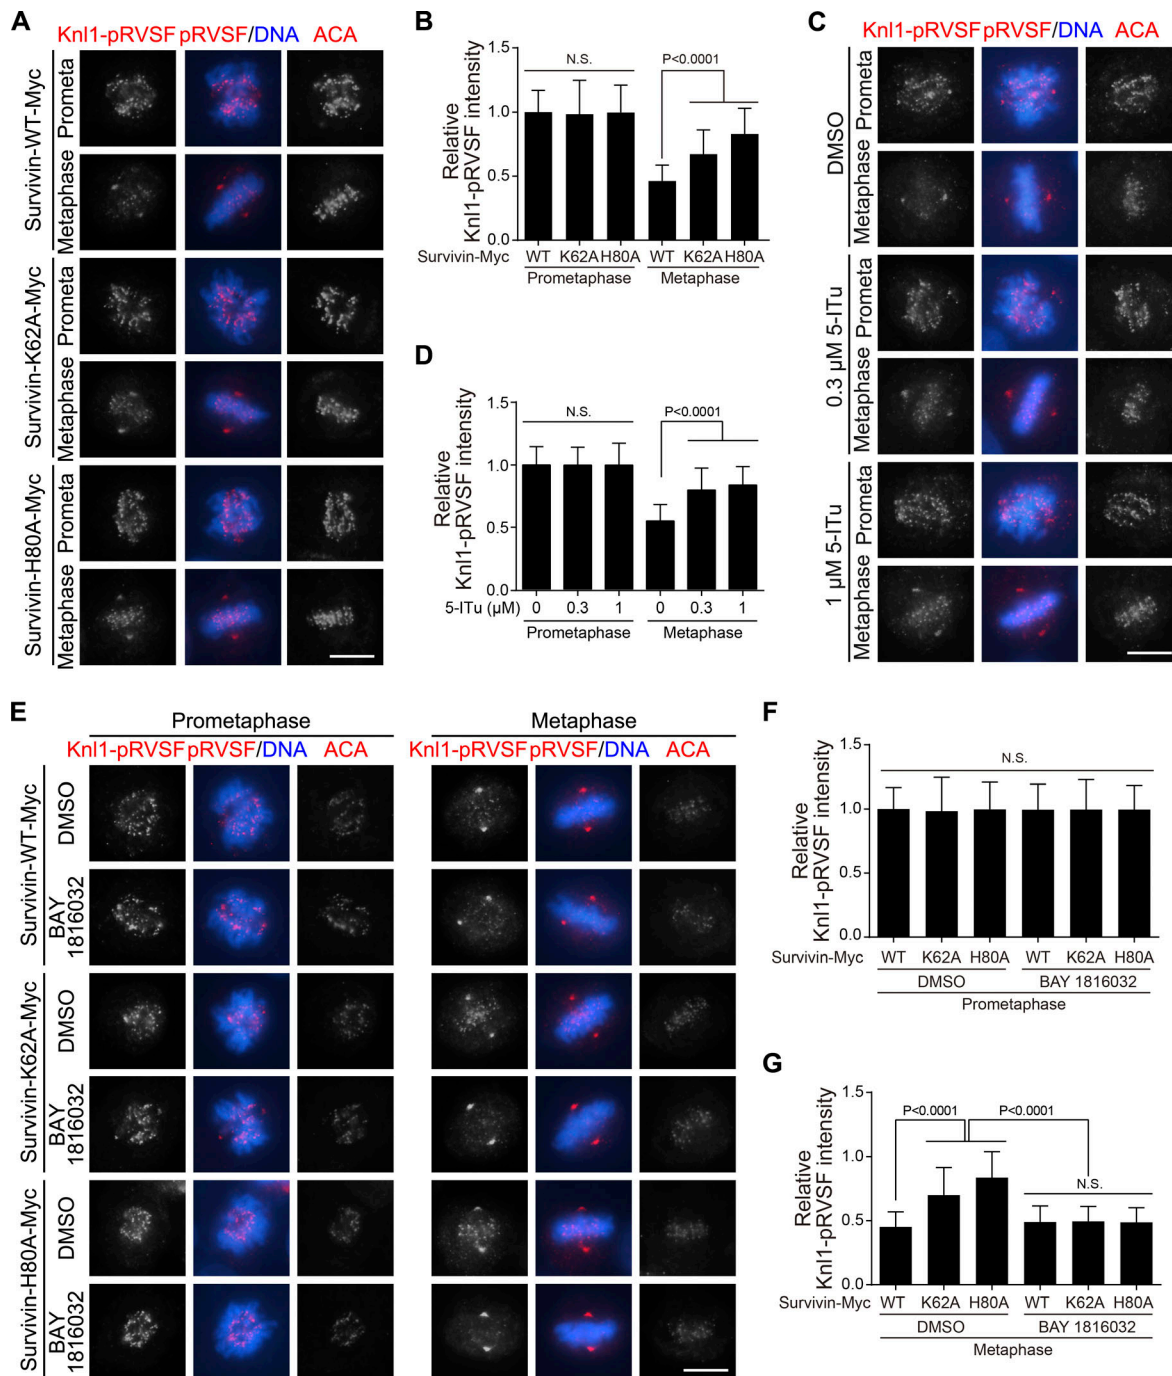 A
Knl1-pRVSF pRVSF/DNA ACA
Survivin-WT-Myc
Prometa
Metaphase
Survivin-K62A-Myc
Prometa
Metaphase
Survivin-H80A-Myc
Prometa
Metaphase
B
Relative
Knl1-pRVSF intensity
1.5
1.0
0.5
0.0
N.S.
P<0.0001
Survivin-Myc WT K62A H80A WT K62A H80A
Prometaphase Metaphase
C
Knl1-pRVSF pRVSF/DNA ACA
DMSO
Prometa
Metaphase
0.3 µM 5-ITu
Prometa
Metaphase
1 µM 5-ITu
Prometa
Metaphase
D
Relative
Knl1-pRVSF intensity
1.5
1.0
0.5
0.0
N.S.
P<0.0001
5-ITu (µM) 0 0.3 1 0 0.3 1
Prometaphase Metaphase
E
Prometaphase Metaphase
Knl1-pRVSF pRVSF/DNA ACA Knl1-pRVSF pRVSF/DNA ACA
Survivin-WT-Myc
DMSO
BAY
1816032
Survivin-K62A-Myc
DMSO
BAY
1816032
Survivin-H80A-Myc
DMSO
BAY
1816032
F
Relative
Knl1-pRVSF intensity
1.5
1.0
0.5
0.0
N.S.
Survivin-Myc WT K62A H80A WT K62A H80A
DMSO BAY 1816032
Prometaphase
G
Relative
Knl1-pRVSF intensity
1.5
1.0
0.5
0.0
P<0.0001 P<0.0001
N.S.
Survivin-Myc WT K62A H80A WT K62A H80A
DMSO BAY 1816032
Metaphase